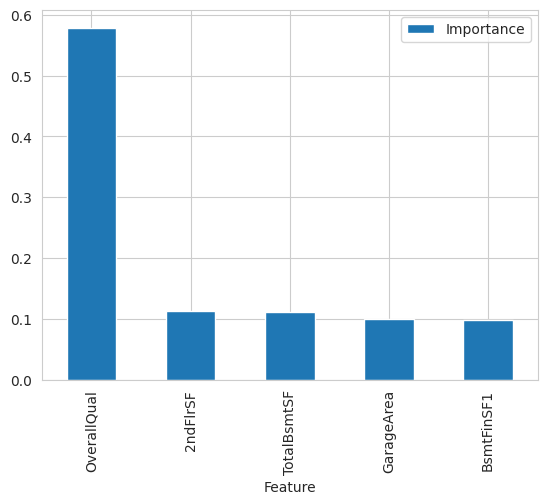 0.6
Importance
0.5
0.4
0.3
0.2
0.1
0.0
OverallQual
2ndFlrSF
TotalBsmtSF
GarageArea
BsmtFinSF1
Feature